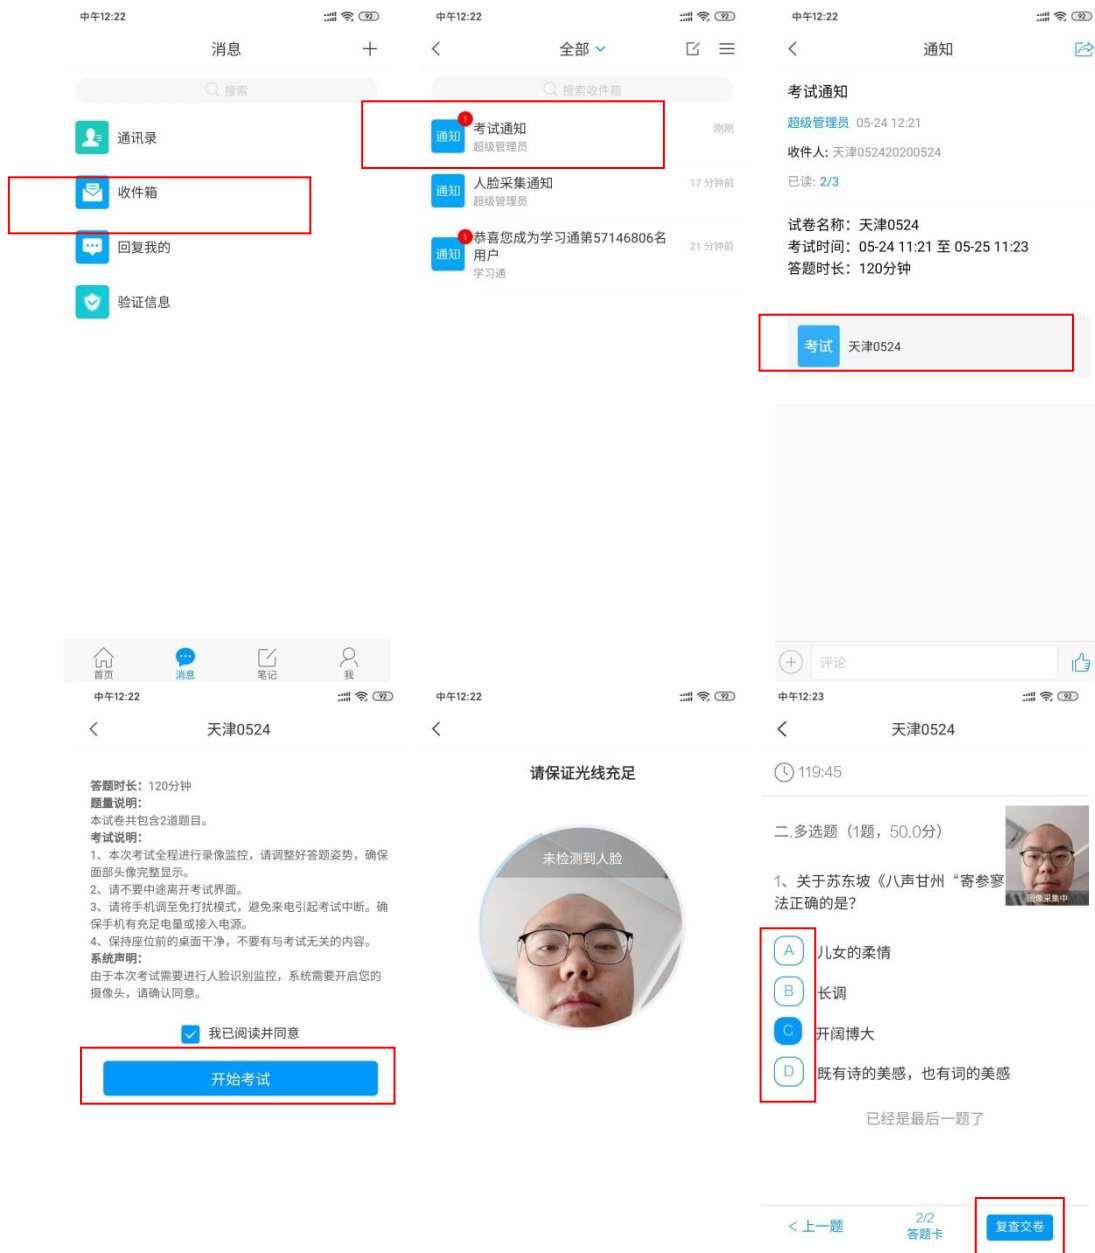 中午12:22
92
消息
搜索
通讯录
收件箱
回复我的
验证信息
首页
消息
笔记
我
中午12:22
92
全部
搜索收件箱
通知
1
考试通知
刚刚
超级管理员
通知
人脸采集通知
17 分钟前
超级管理员
通知
1
恭喜您成为学习通第57146806名
用户
21 分钟前
学习通
中午12:22
92
通知
考试通知
超级管理员 05-24 12:21
收件人: 天津052420200524
已读: 2/3
试卷名称：天津0524
考试时间：05-24 11:21 至 05-25 11:23
答题时长：120分钟
考试 天津0524
评论
中午12:22
92
天津0524
答题时长：120分钟
题量说明：
本试卷共包含2道题目。
考试说明：
1、本次考试全程进行录像监控，请调整好答题姿势，确保
面部头像完整显示。
2、请不要中途离开考试界面。
3、请将手机调至免打扰模式，避免来电引起考试中断。确
保手机有充足电量或接入电源。
4、保持座位前的桌面干净，不要有与考试无关的内容。
系统声明：
由于本次考试需要进行人脸识别监控，系统需要开启您的
摄像头，请确认同意。
我已阅读并同意
开始考试
中午12:22
92
请保证光线充足
未检测到人脸
中午12:23
92
天津0524
119:45
二.多选题（1题，50.0分）
1、关于苏东坡《八声甘州“寄参寥
法正确的是？
图像采集中
A 儿女的柔情
B 长调
C 开阔博大
D 既有诗的美感，也有词的美感
已经是最后一题了
< 上一题
2/2
答题卡
复查交卷